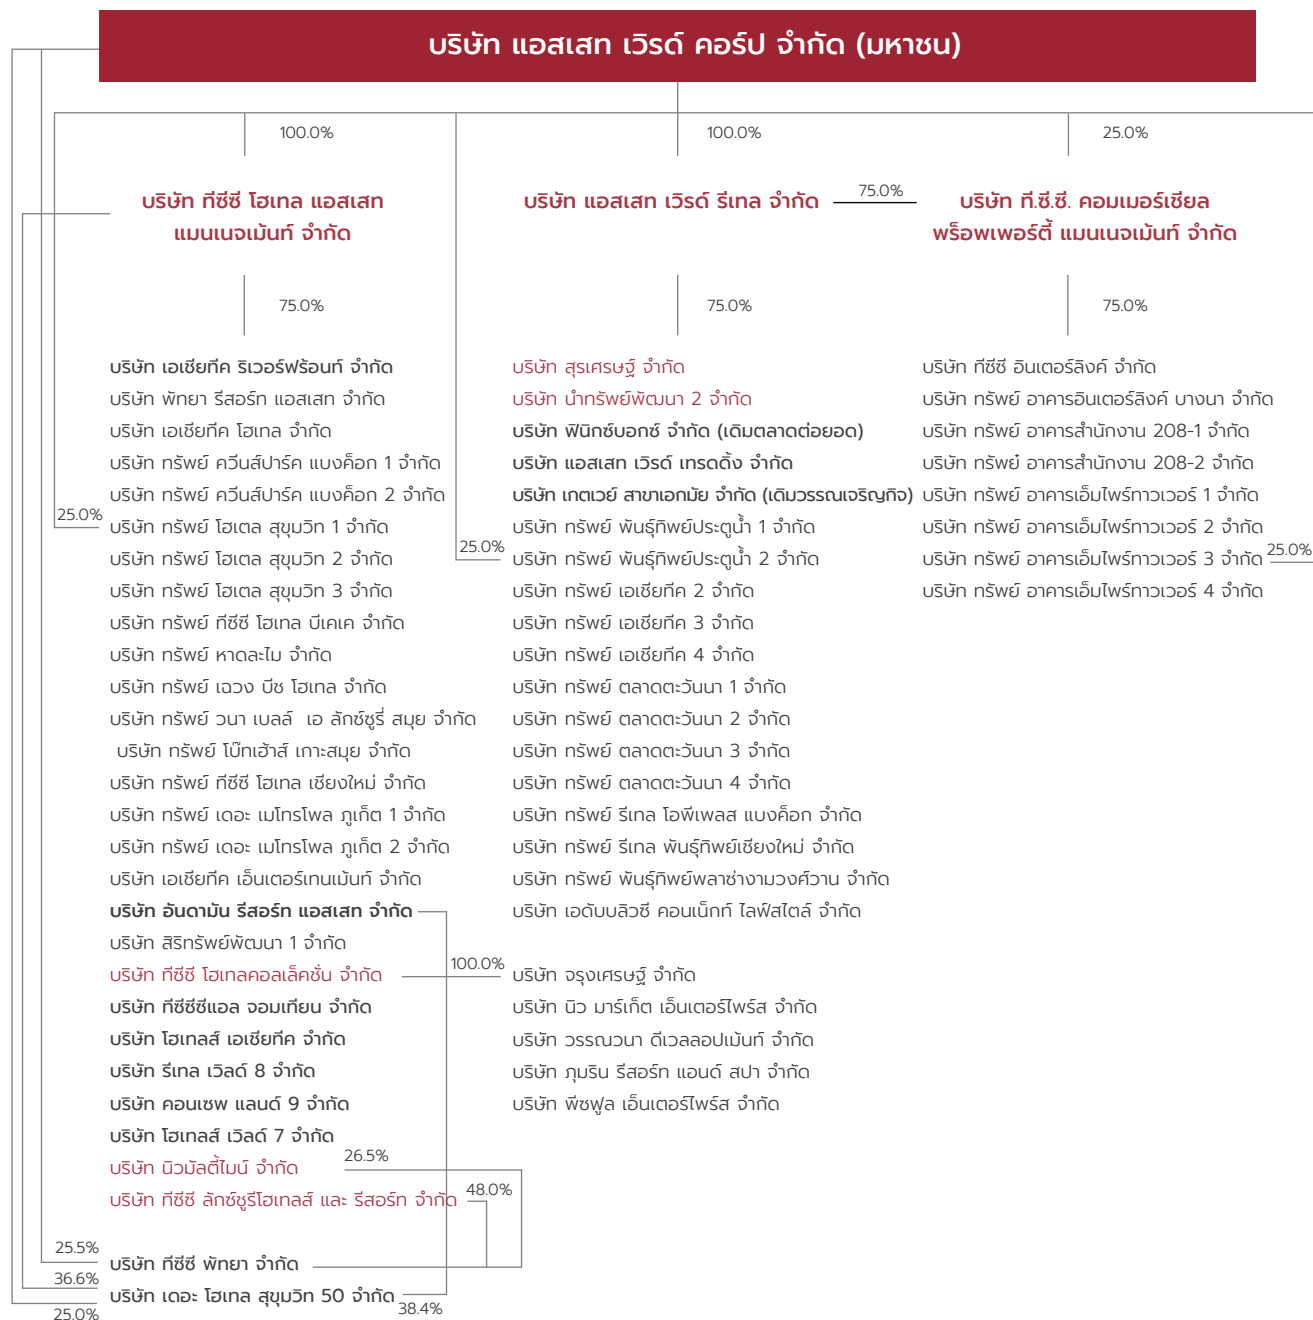 บริษัท แอสเสท เวิรด์ คอร์ป จำกัด (มหาชน)
100.0%
100.0%
25.0%
บริษัท ทีซีซี โฮเทล แอสเสท
แมนเนจเม้นท์ จำกัด
บริษัท แอสเสท เวิรด์ รีเทล จำกัด
75.0%
บริษัท ที.ซี.ซี. คอมเมอร์เชียล
พร็อพเพอร์ตี้ แมนเนจเม้นท์ จำกัด
75.0%
75.0%
75.0%
บริษัท เอเชียทีค ริเวอร์ฟร้อนท์ จำกัด
บริษัท พัทยา รีสอร์ท แอสเสท จำกัด
บริษัท เอเชียทีค โฮเทล จำกัด
บริษัท ทรัพย์ ควีนส์ปาร์ค แบงค็อก 1 จำกัด
บริษัท ทรัพย์ ควีนส์ปาร์ค แบงค็อก 2 จำกัด
25.0%
บริษัท ทรัพย์ โฮเตล สุขุมวิท 1 จำกัด
บริษัท ทรัพย์ โฮเตล สุขุมวิท 2 จำกัด
บริษัท ทรัพย์ โฮเตล สุขุมวิท 3 จำกัด
บริษัท ทรัพย์ ทีซีซี โฮเทล บีเคเค จำกัด
บริษัท ทรัพย์ หาดละไม จำกัด
บริษัท ทรัพย์ เฉวง บีช โฮเทล จำกัด
บริษัท ทรัพย์ วนา เบลล์ เอ ลักซ์ซูรี่ สมุย จำกัด
บริษัท ทรัพย์ โบ๊ทเฮ้าส์ เกาะสมุย จำกัด
บริษัท ทรัพย์ ทีซีซี โฮเทล เชียงใหม่ จำกัด
บริษัท ทรัพย์ เดอะ เมโทรโพล ภูเก็ต 1 จำกัด
บริษัท ทรัพย์ เดอะ เมโทรโพล ภูเก็ต 2 จำกัด
บริษัท เอเชียทีค เอ็นเตอร์เทนเม้นท์ จำกัด
บริษัท อันดามัน รีสอร์ท แอสเสท จำกัด
บริษัท สิริทรัพย์พัฒนา 1 จำกัด
บริษัท ทีซีซี โฮเทลคอลเล็คชั่น จำกัด
บริษัท ทีซีซีซีแอล จอมเทียน จำกัด
บริษัท โฮเทลส์ เอเชียทีค จำกัด
บริษัท รีเทล เวิลด์ 8 จำกัด
บริษัท คอนเซพ แลนด์ 9 จำกัด
บริษัท โฮเทลส์ เวิลด์ 7 จำกัด
บริษัท นิวมัลตี้ไมน์ จำกัด
26.5%
บริษัท ทีซีซี ลักซ์ชูรีโฮเทลส์ และ รีสอร์ท จำกัด
48.0%
25.5%
บริษัท ทีซีซี พัทยา จำกัด
36.6%
บริษัท เดอะ โฮเทล สุขุมวิท 50 จำกัด
38.4%
25.0%
บริษัท สุรเศรษฐ์ จำกัด
บริษัท นำทรัพย์พัฒนา 2 จำกัด
บริษัท ฟินิกซ์บอกซ์ จำกัด (เดิมตลาดต่อยอด)
บริษัท แอสเสท เวิรด์ เทรดดิ้ง จำกัด
บริษัท เกตเวย์ สาขาเอกมัย จำกัด (เดิมวรรณเจริญกิจ)
บริษัท ทรัพย์ พันธุ์ทิพย์ประตูน้ำ 1 จำกัด
25.0%
บริษัท ทรัพย์ พันธุ์ทิพย์ประตูน้ำ 2 จำกัด
บริษัท ทรัพย์ เอเชียทีค 2 จำกัด
บริษัท ทรัพย์ เอเชียทีค 3 จำกัด
บริษัท ทรัพย์ เอเชียทีค 4 จำกัด
บริษัท ทรัพย์ ตลาดตะวันนา 1 จำกัด
บริษัท ทรัพย์ ตลาดตะวันนา 2 จำกัด
บริษัท ทรัพย์ ตลาดตะวันนา 3 จำกัด
บริษัท ทรัพย์ ตลาดตะวันนา 4 จำกัด
บริษัท ทรัพย์ รีเทล โอพีเพลส แบงค็อก จำกัด
บริษัท ทรัพย์ รีเทล พันธุ์ทิพย์เชียงใหม่ จำกัด
บริษัท ทรัพย์ พันธุ์ทิพย์พลาซ่างามวงศ์วาน จำกัด
บริษัท เอดับบลิวซี คอนเน็กท์ ไลฟ์สไตล์ จำกัด
100.0%
บริษัท จรุงเศรษฐ์ จำกัด
บริษัท นิว มาร์เก็ต เอ็นเตอร์ไพร์ส จำกัด
บริษัท วรรณวนา ดีเวลลอปเม้นท์ จำกัด
บริษัท ภุมริน รีสอร์ท แอนด์ สปา จำกัด
บริษัท พีซฟูล เอ็นเตอร์ไพร์ส จำกัด
บริษัท ทีซีซี อินเตอร์ลิงค์ จำกัด
บริษัท ทรัพย์ อาคารอินเตอร์ลิงค์ บางนา จำกัด
บริษัท ทรัพย์ อาคารสำนักงาน 208-1 จำกัด
บริษัท ทรัพย์ อาคารสำนักงาน 208-2 จำกัด
บริษัท ทรัพย์ อาคารเอ็มไพร์ทาวเวอร์ 1 จำกัด
บริษัท ทรัพย์ อาคารเอ็มไพร์ทาวเวอร์ 2 จำกัด
บริษัท ทรัพย์ อาคารเอ็มไพร์ทาวเวอร์ 3 จำกัด
25.0%
บริษัท ทรัพย์ อาคารเอ็มไพร์ทาวเวอร์ 4 จำกัด